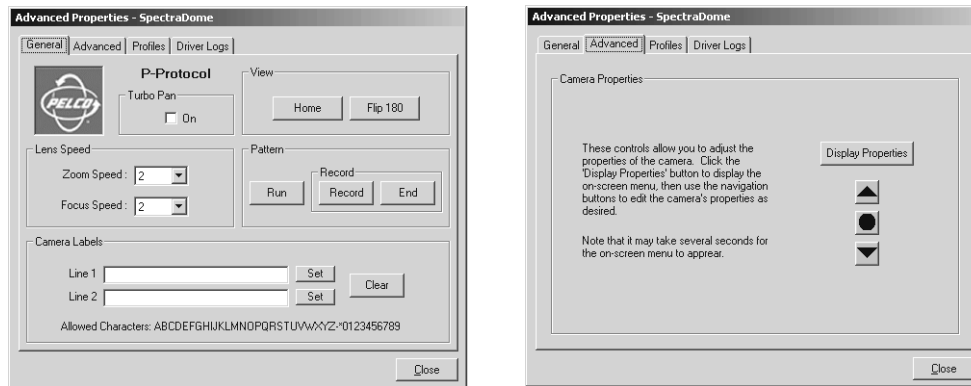 Advanced Properties - SpectraDome
General Advanced Profiles Driver Logs
PELCO
P-Protocol
Turbo Pan
On
View
Home Flip 180
Lens Speed
Zoom Speed : 2
Focus Speed : 2
Pattern
Run
Record
Record End
Camera Labels
Line 1 Set
Line 2 Set
Clear
Allowed Characters: ABCDEFGHIJKLMNOPQRSTUVWXYZ-*0123456789
Close
Advanced Properties - SpectraDome
General Advanced Profiles Driver Logs
Camera Properties
These controls allow you to adjust the
properties of the camera. Click the
'Display Properties' button to display the
on-screen menu, then use the navigation
buttons to edit the camera's properties as
desired.
Note that it may take several seconds for
the on-screen menu to apprear.
Display Properties
Close